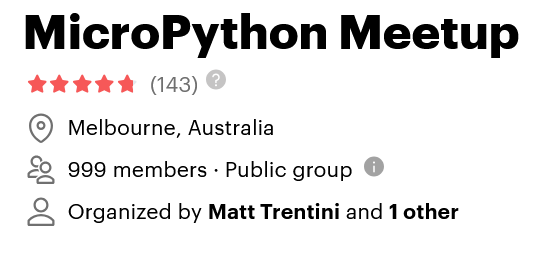 MicroPython Meetup
(143) ?
Melbourne, Australia
999 members · Public group i
Organized by Matt Trentini and 1 other